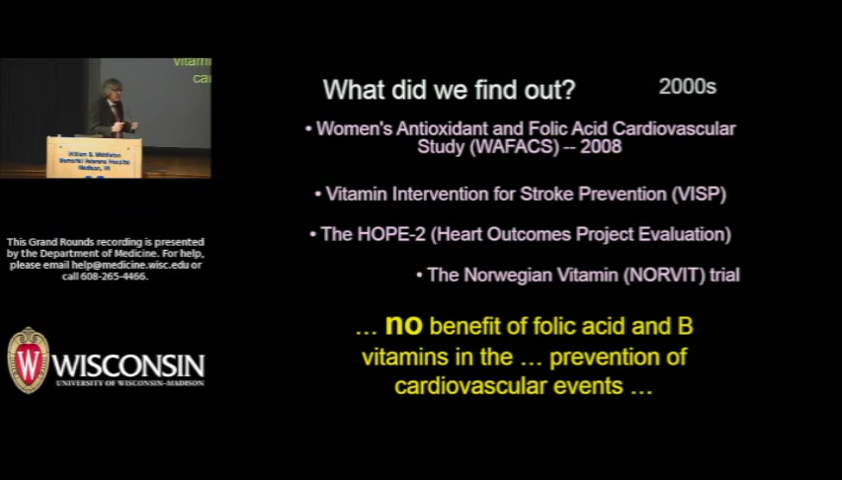 vitamins
ca
William S. Middleton
Memorial Veterans Hospital
Madison, WI
This Grand Rounds recording is presented
by the Department of Medicine. For help,
please email help@medicine.wisc.edu or
call 608-265-4466.
W WISCONSIN
UNIVERSITY OF WISCONSIN–MADISON
What did we find out?
2000s
• Women's Antioxidant and Folic Acid Cardiovascular
Study (WAFACS) -- 2008
• Vitamin Intervention for Stroke Prevention (VISP)
• The HOPE-2 (Heart Outcomes Project Evaluation)
• The Norwegian Vitamin (NORVIT) trial
... no benefit of folic acid and B
vitamins in the ... prevention of
cardiovascular events ...